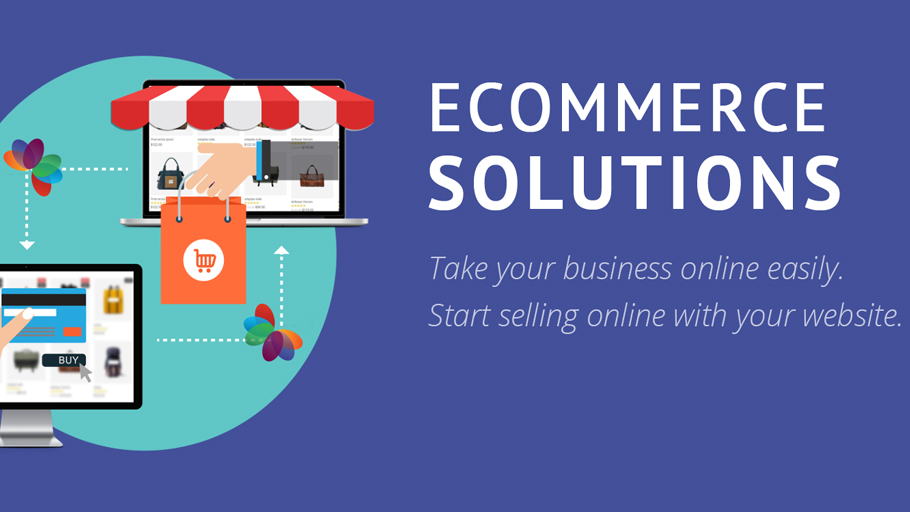 ECOMMERCE
SOLUTIONS
Take your business online easily.
Start selling online with your website.
BUY